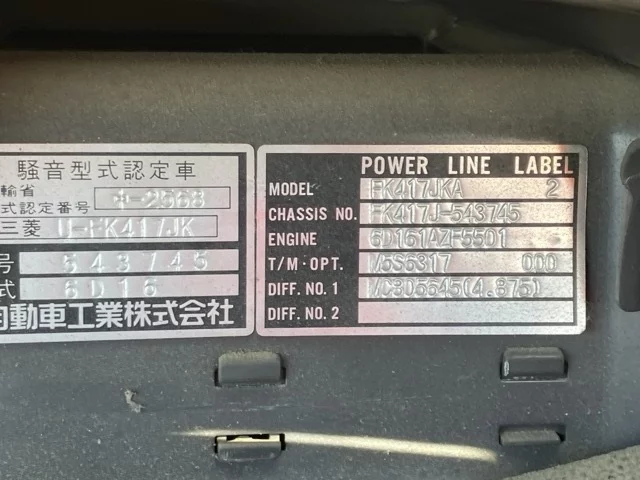 騒音型式認定車
輸省
式認定番号 オ-2568
三菱 U-FK417JK
号 543745
式 6D16
自動車工業株式会社
POWER LINE LABEL
MODEL FK417JKA 2
CHASSIS NO. FK417J-543745
ENGINE 6D161AZF5501
T/M·OPT. M5S6317 000
DIFF. NO. 1 MC8D5645(4.875)
DIFF. NO. 2